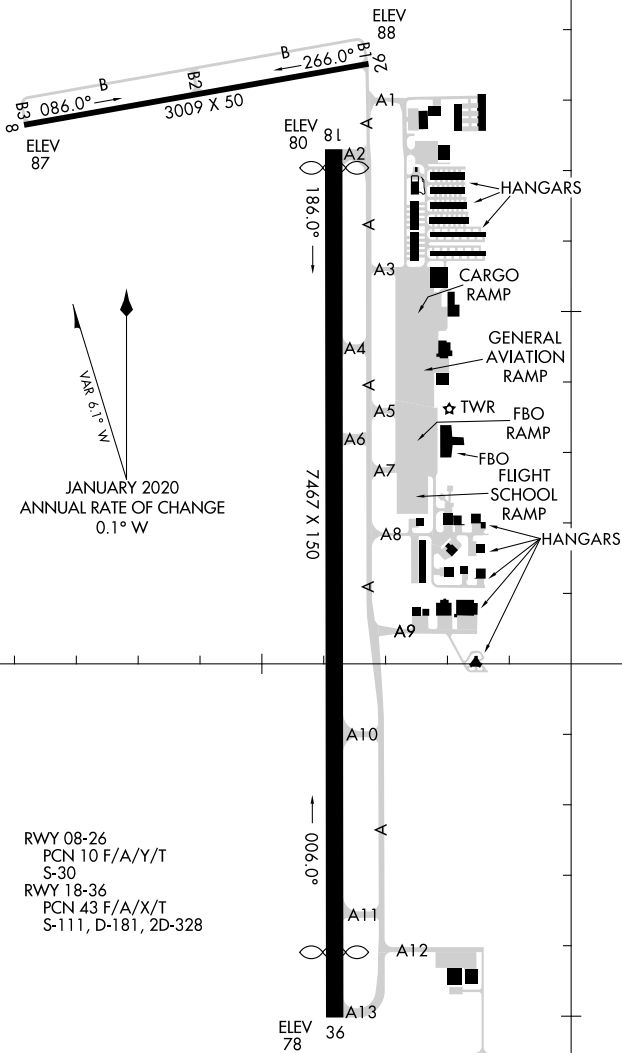 ELEV
88
B
B1
26
266.0°
B2
B3
086.0°
B
8
3009 X 50
A1
ELEV
87
ELEV
80
18
A
A2
HANGARS
186.0°
A
A3
CARGO
RAMP
GENERAL
AVIATION
RAMP
A4
A
A5
TWR
FBO
RAMP
A6
FBO
A7
FLIGHT
SCHOOL
RAMP
VAR 6.1° W
JANUARY 2020
ANNUAL RATE OF CHANGE
0.1° W
7467 X 150
A8
HANGARS
A
A9
A10
006.0°
A
RWY 08-26
PCN 10 F/A/Y/T
S-30
RWY 18-36
PCN 43 F/A/X/T
S-111, D-181, 2D-328
A11
A12
A13
ELEV
78
36